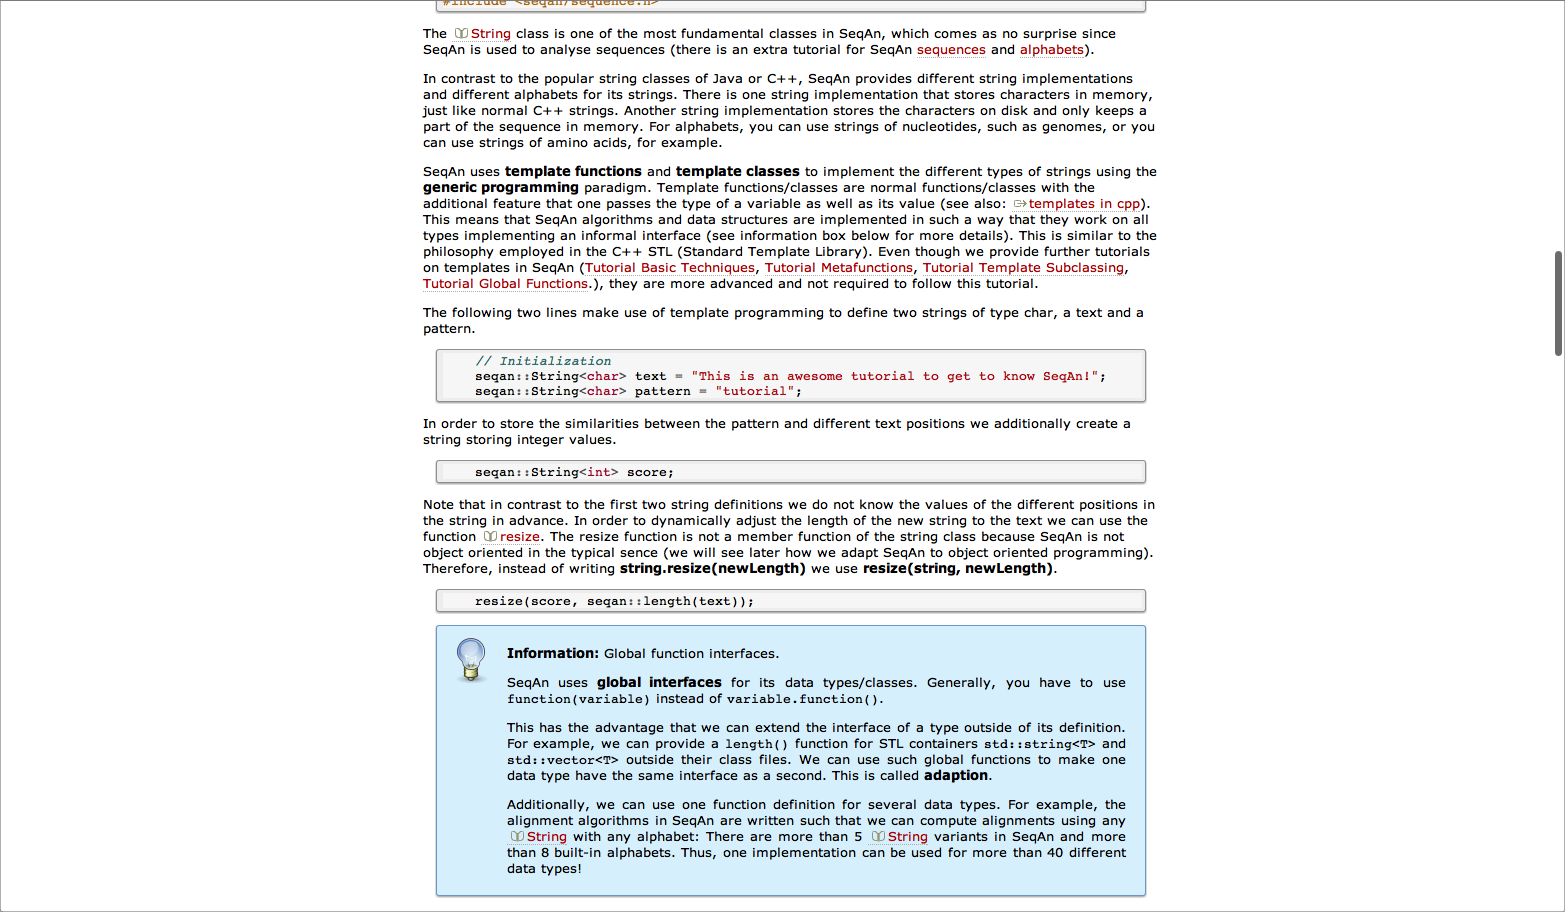 #include <seqan/sequence.h>
The String class is one of the most fundamental classes in SeqAn, which comes as no surprise since
SeqAn is used to analyse sequences (there is an extra tutorial for SeqAn sequences and alphabets).
In contrast to the popular string classes of Java or C++, SeqAn provides different string implementations
and different alphabets for its strings. There is one string implementation that stores characters in memory,
just like normal C++ strings. Another string implementation stores the characters on disk and only keeps a
part of the sequence in memory. For alphabets, you can use strings of nucleotides, such as genomes, or you
can use strings of amino acids, for example.
SeqAn uses template functions and template classes to implement the different types of strings using the
generic programming paradigm. Template functions/classes are normal functions/classes with the
additional feature that one passes the type of a variable as well as its value (see also: templates in cpp).
This means that SeqAn algorithms and data structures are implemented in such a way that they work on all
types implementing an informal interface (see information box below for more details). This is similar to the
philosophy employed in the C++ STL (Standard Template Library). Even though we provide further tutorials
on templates in SeqAn (Tutorial Basic Techniques, Tutorial Metafunctions, Tutorial Template Subclassing,
Tutorial Global Functions.), they are more advanced and not required to follow this tutorial.
The following two lines make use of template programming to define two strings of type char, a text and a
pattern.
// Initialization
seqan::String<char> text = "This is an awesome tutorial to get to know SeqAn!";
seqan::String<char> pattern = "tutorial";
In order to store the similarities between the pattern and different text positions we additionally create a
string storing integer values.
seqan::String<int> score;
Note that in contrast to the first two string definitions we do not know the values of the different positions in
the string in advance. In order to dynamically adjust the length of the new string to the text we can use the
function resize. The resize function is not a member function of the string class because SeqAn is not
object oriented in the typical sence (we will see later how we adapt SeqAn to object oriented programming).
Therefore, instead of writing string.resize(newLength) we use resize(string, newLength).
resize(score, seqan::length(text));
Information: Global function interfaces.
SeqAn uses global interfaces for its data types/classes. Generally, you have to use
function(variable) instead of variable.function().
This has the advantage that we can extend the interface of a type outside of its definition.
For example, we can provide a length() function for STL containers std::string<T> and
std::vector<T> outside their class files. We can use such global functions to make one
data type have the same interface as a second. This is called adaption.
Additionally, we can use one function definition for several data types. For example, the
alignment algorithms in SeqAn are written such that we can compute alignments using any
String with any alphabet: There are more than 5 String variants in SeqAn and more
than 8 built-in alphabets. Thus, one implementation can be used for more than 40 different
data types!